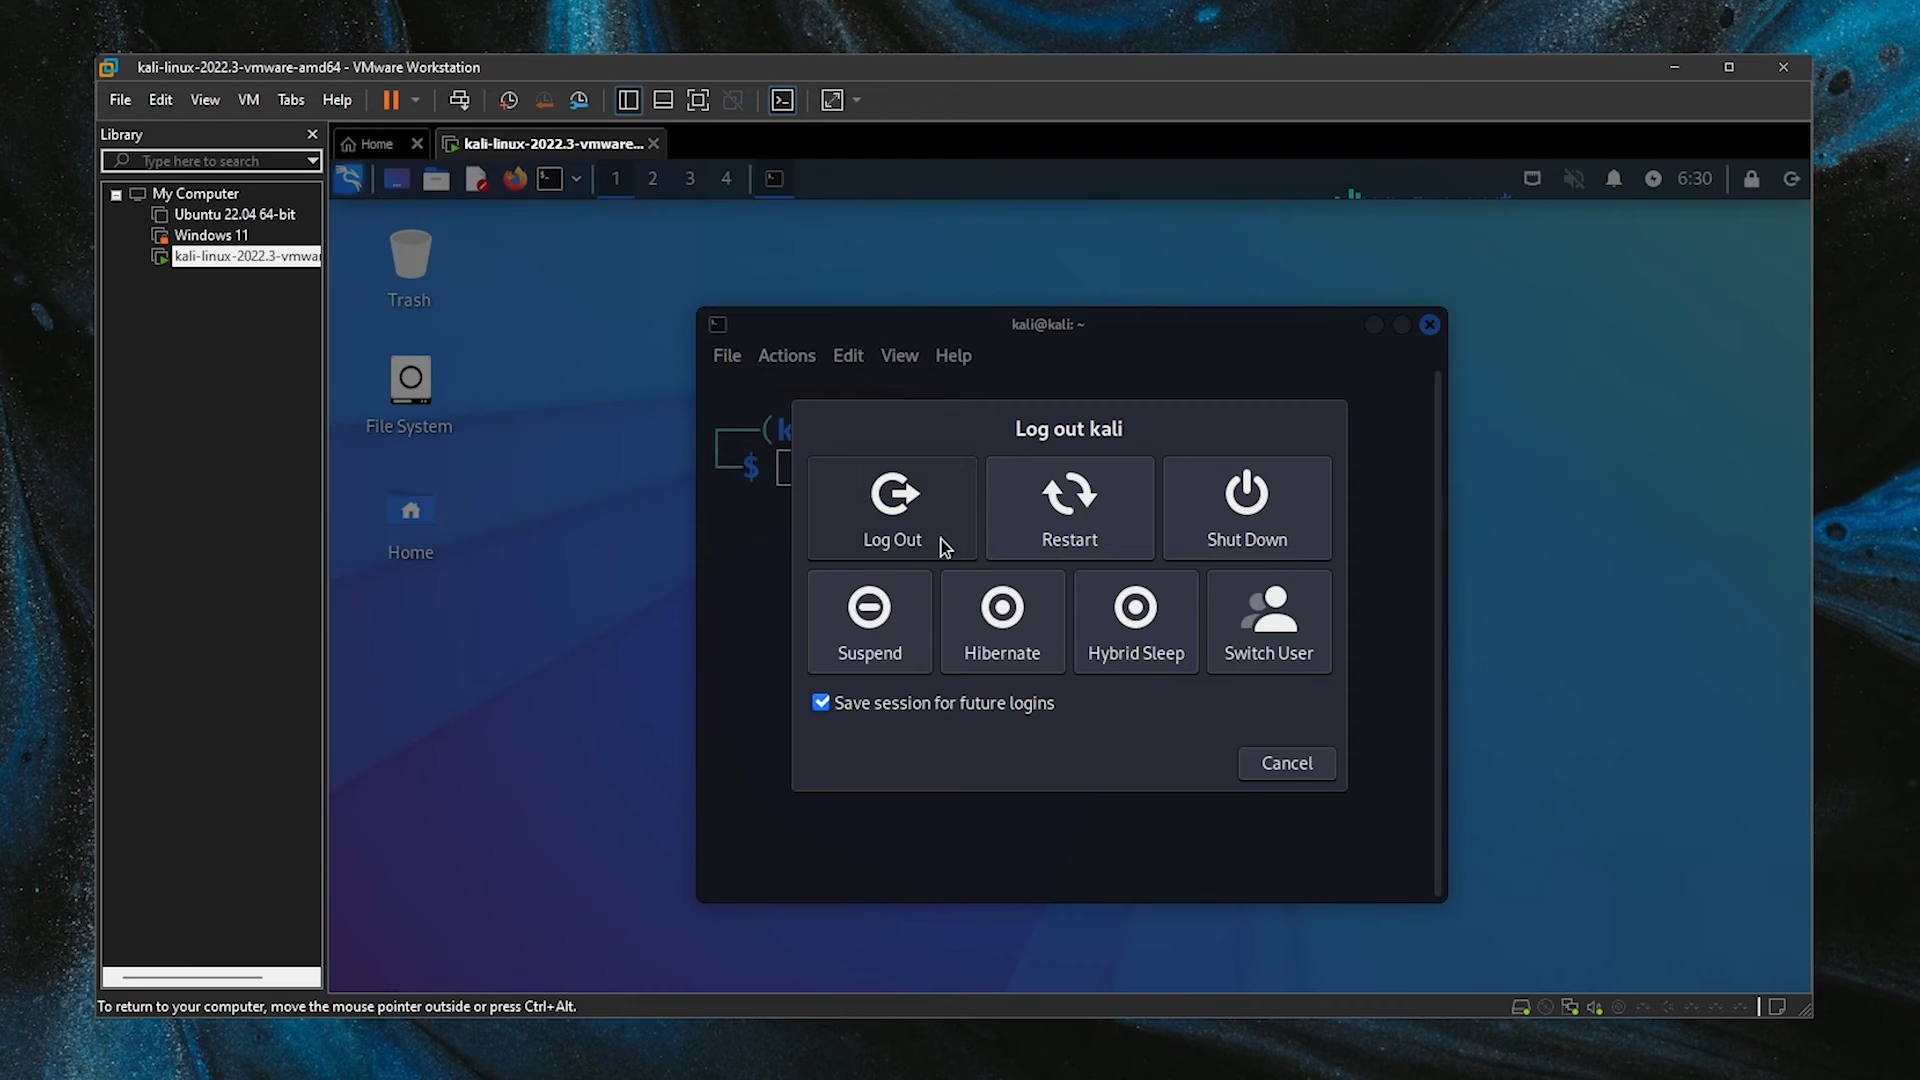 kali-linux-2022.3-vmware-amd64 - VMware Workstation
File Edit View VM Tabs Help
Library
Type here to search
My Computer
Ubuntu 22.04 64-bit
Windows 11
kali-linux-2022.3-vmwar
Home
kali-linux-2022.3-vmware...
1 2 3 4
6:30
Trash
File System
Home
kali@kali: ~
File Actions Edit View Help
(k
$
Log out kali
Log Out Restart Shut Down
Suspend Hibernate Hybrid Sleep Switch User
Save session for future logins
Cancel
To return to your computer, move the mouse pointer outside or press Ctrl+Alt.